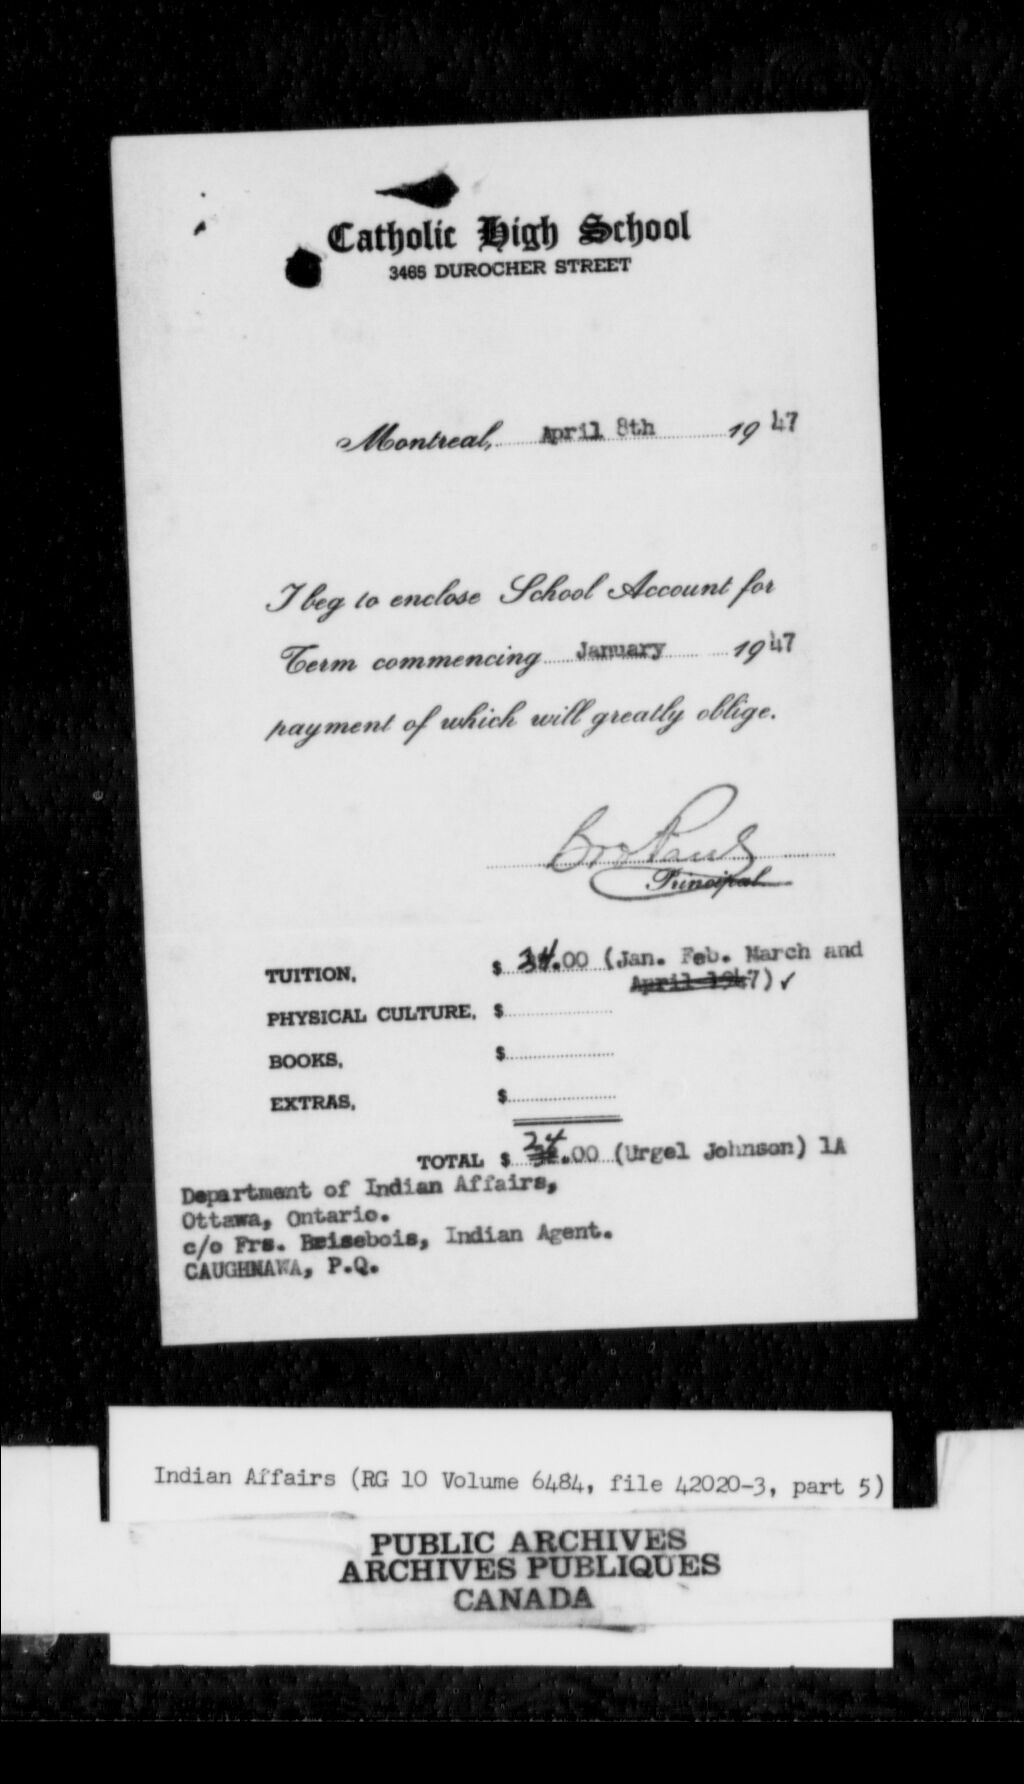 Catholic High School
3465 DUROCHER STREET
Montreal, April 8th 1947
I beg to enclose School Account for
Term commencing January 1947
payment of which will greatly oblige.
Bro Paul
Principal
TUITION, $ 24.00 (Jan. Feb. March and
April 1947) ✓
PHYSICAL CULTURE, $
BOOKS, $
EXTRAS, $
TOTAL $ 24.00 (Urgel Johnson) 1A
Department of Indian Affairs,
Ottawa, Ontario.
c/o Frs. Brisebois, Indian Agent.
CAUGHNAWA, P.Q.
Indian Affairs (RG 10 Volume 6484, file 42020-3, part 5)
PUBLIC ARCHIVES
ARCHIVES PUBLIQUES
CANADA